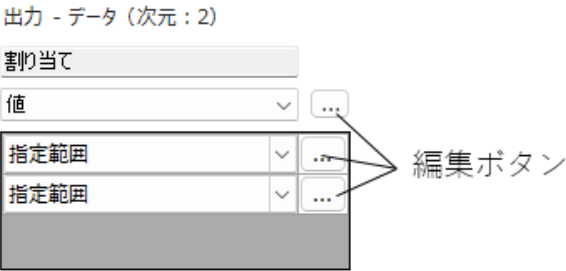 出力 - データ（次元：2）
割り当て
値
...
指定範囲
...
指定範囲
...
編集ボタン